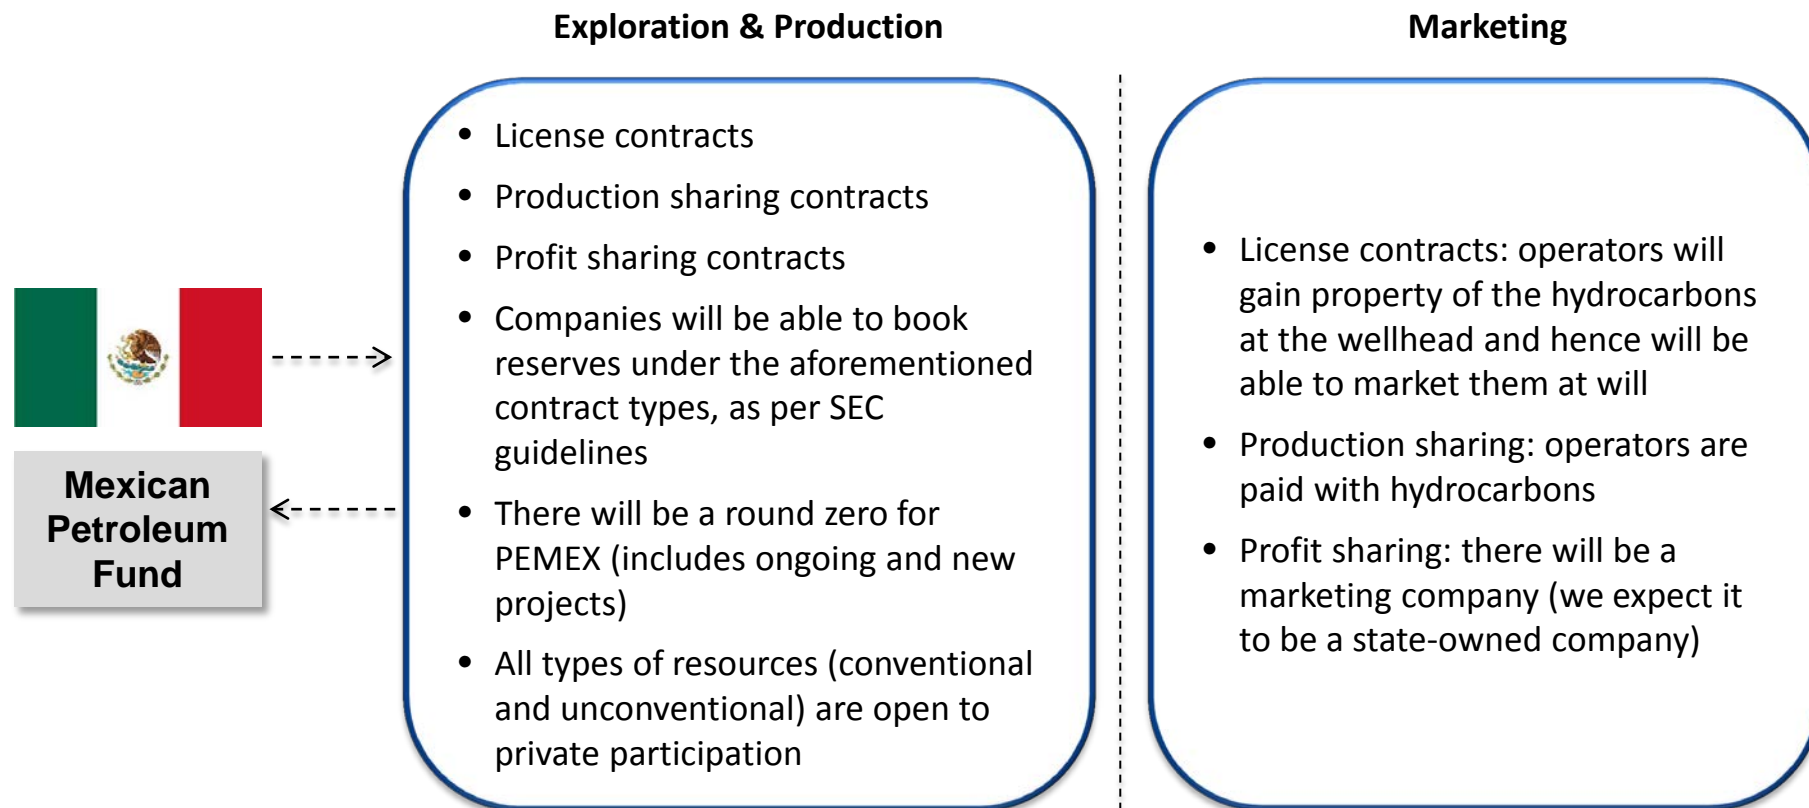 Exploration & Production
Marketing
Mexican
Petroleum
Fund
• License contracts
• Production sharing contracts
• Profit sharing contracts
• Companies will be able to book
reserves under the aforementioned
contract types, as per SEC
guidelines
• There will be a round zero for
PEMEX (includes ongoing and new
projects)
• All types of resources (conventional
and unconventional) are open to
private participation
• License contracts: operators will
gain property of the hydrocarbons
at the wellhead and hence will be
able to market them at will
• Production sharing: operators are
paid with hydrocarbons
• Profit sharing: there will be a
marketing company (we expect it
to be a state-owned company)